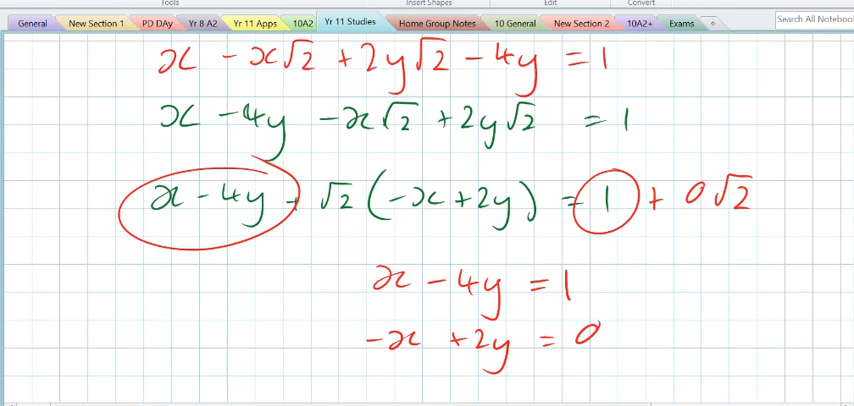 Tools Insert Shapes Edit Convert
General New Section 1 PD DAy Yr 8 A2 Yr 11 Apps 10A2 Yr 11 Studies Home Group Notes 10 General New Section 2 10A2+ Exams Search All Notebook
x - x√2 + 2y√2 - 4y = 1
x - 4y - x√2 + 2y√2 = 1
x - 4y + √2 (-x + 2y) = 1 + 0√2
x - 4y = 1
-x + 2y = 0